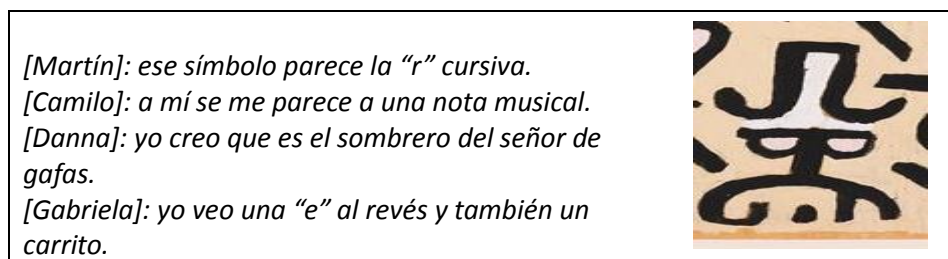 [Martín]: ese símbolo parece la “r” cursiva.
[Camilo]: a mí se me parece a una nota musical.
[Danna]: yo creo que es el sombrero del señor de
gafas.
[Gabriela]: yo veo una “e” al revés y también un
carrito.